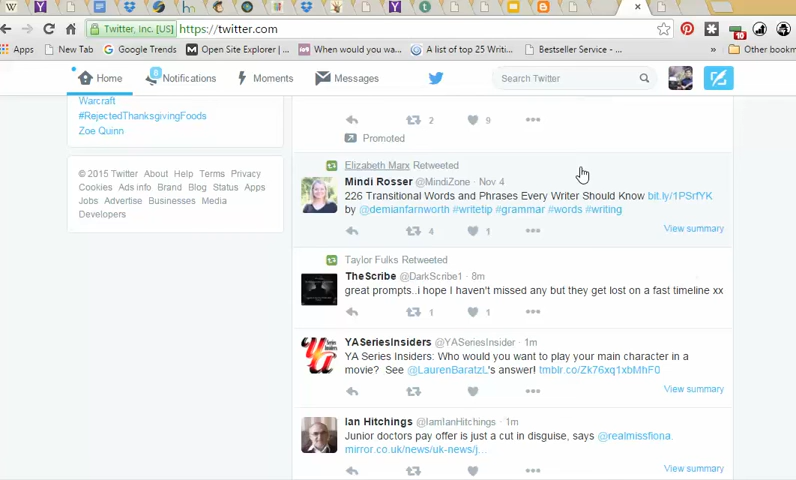 Twitter, Inc. [US] https://twitter.com
Apps New Tab Google Trends Open Site Explorer | When would you wa.. A list of top 25 Writi.. Bestseller Service - » Other bookm
10
Home 8 Notifications Moments Messages Search Twitter
Warcraft
#RejectedThanksgivingFoods
Zoe Quinn
© 2015 Twitter About Help Terms Privacy
Cookies Ads info Brand Blog Status Apps
Jobs Advertise Businesses Media
Developers
2 9
Promoted
Elizabeth Marx Retweeted
Mindi Rosser @MindiZone · Nov 4
226 Transitional Words and Phrases Every Writer Should Know bit.ly/1PSrfYK
by @demianfarnworth #writetip #grammar #words #writing
4 1
View summary
Taylor Fulks Retweeted
TheScribe @DarkScribe1 · 8m
great prompts..i hope I haven't missed any but they get lost on a fast timeline xx
1 1
YASeriesInsiders @YASeriesInsider · 1m
YA Series Insiders: Who would you want to play your main character in a
movie? See @LaurenBaratzL's answer! tmblr.co/Zk76xq1xbMhF0
View summary
Ian Hitchings @IamIanHitchings · 1m
Junior doctors pay offer is just a cut in disguise, says @realmissfiona.
mirror.co.uk/news/uk-news/j...
View summary